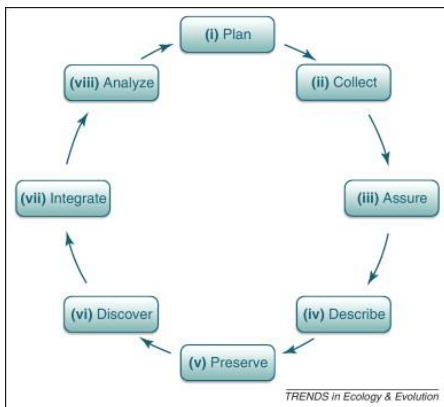 (i) Plan
(ii) Collect
(iii) Assure
(iv) Describe
(v) Preserve
(vi) Discover
(vii) Integrate
(viii) Analyze
TRENDS in Ecology & Evolution